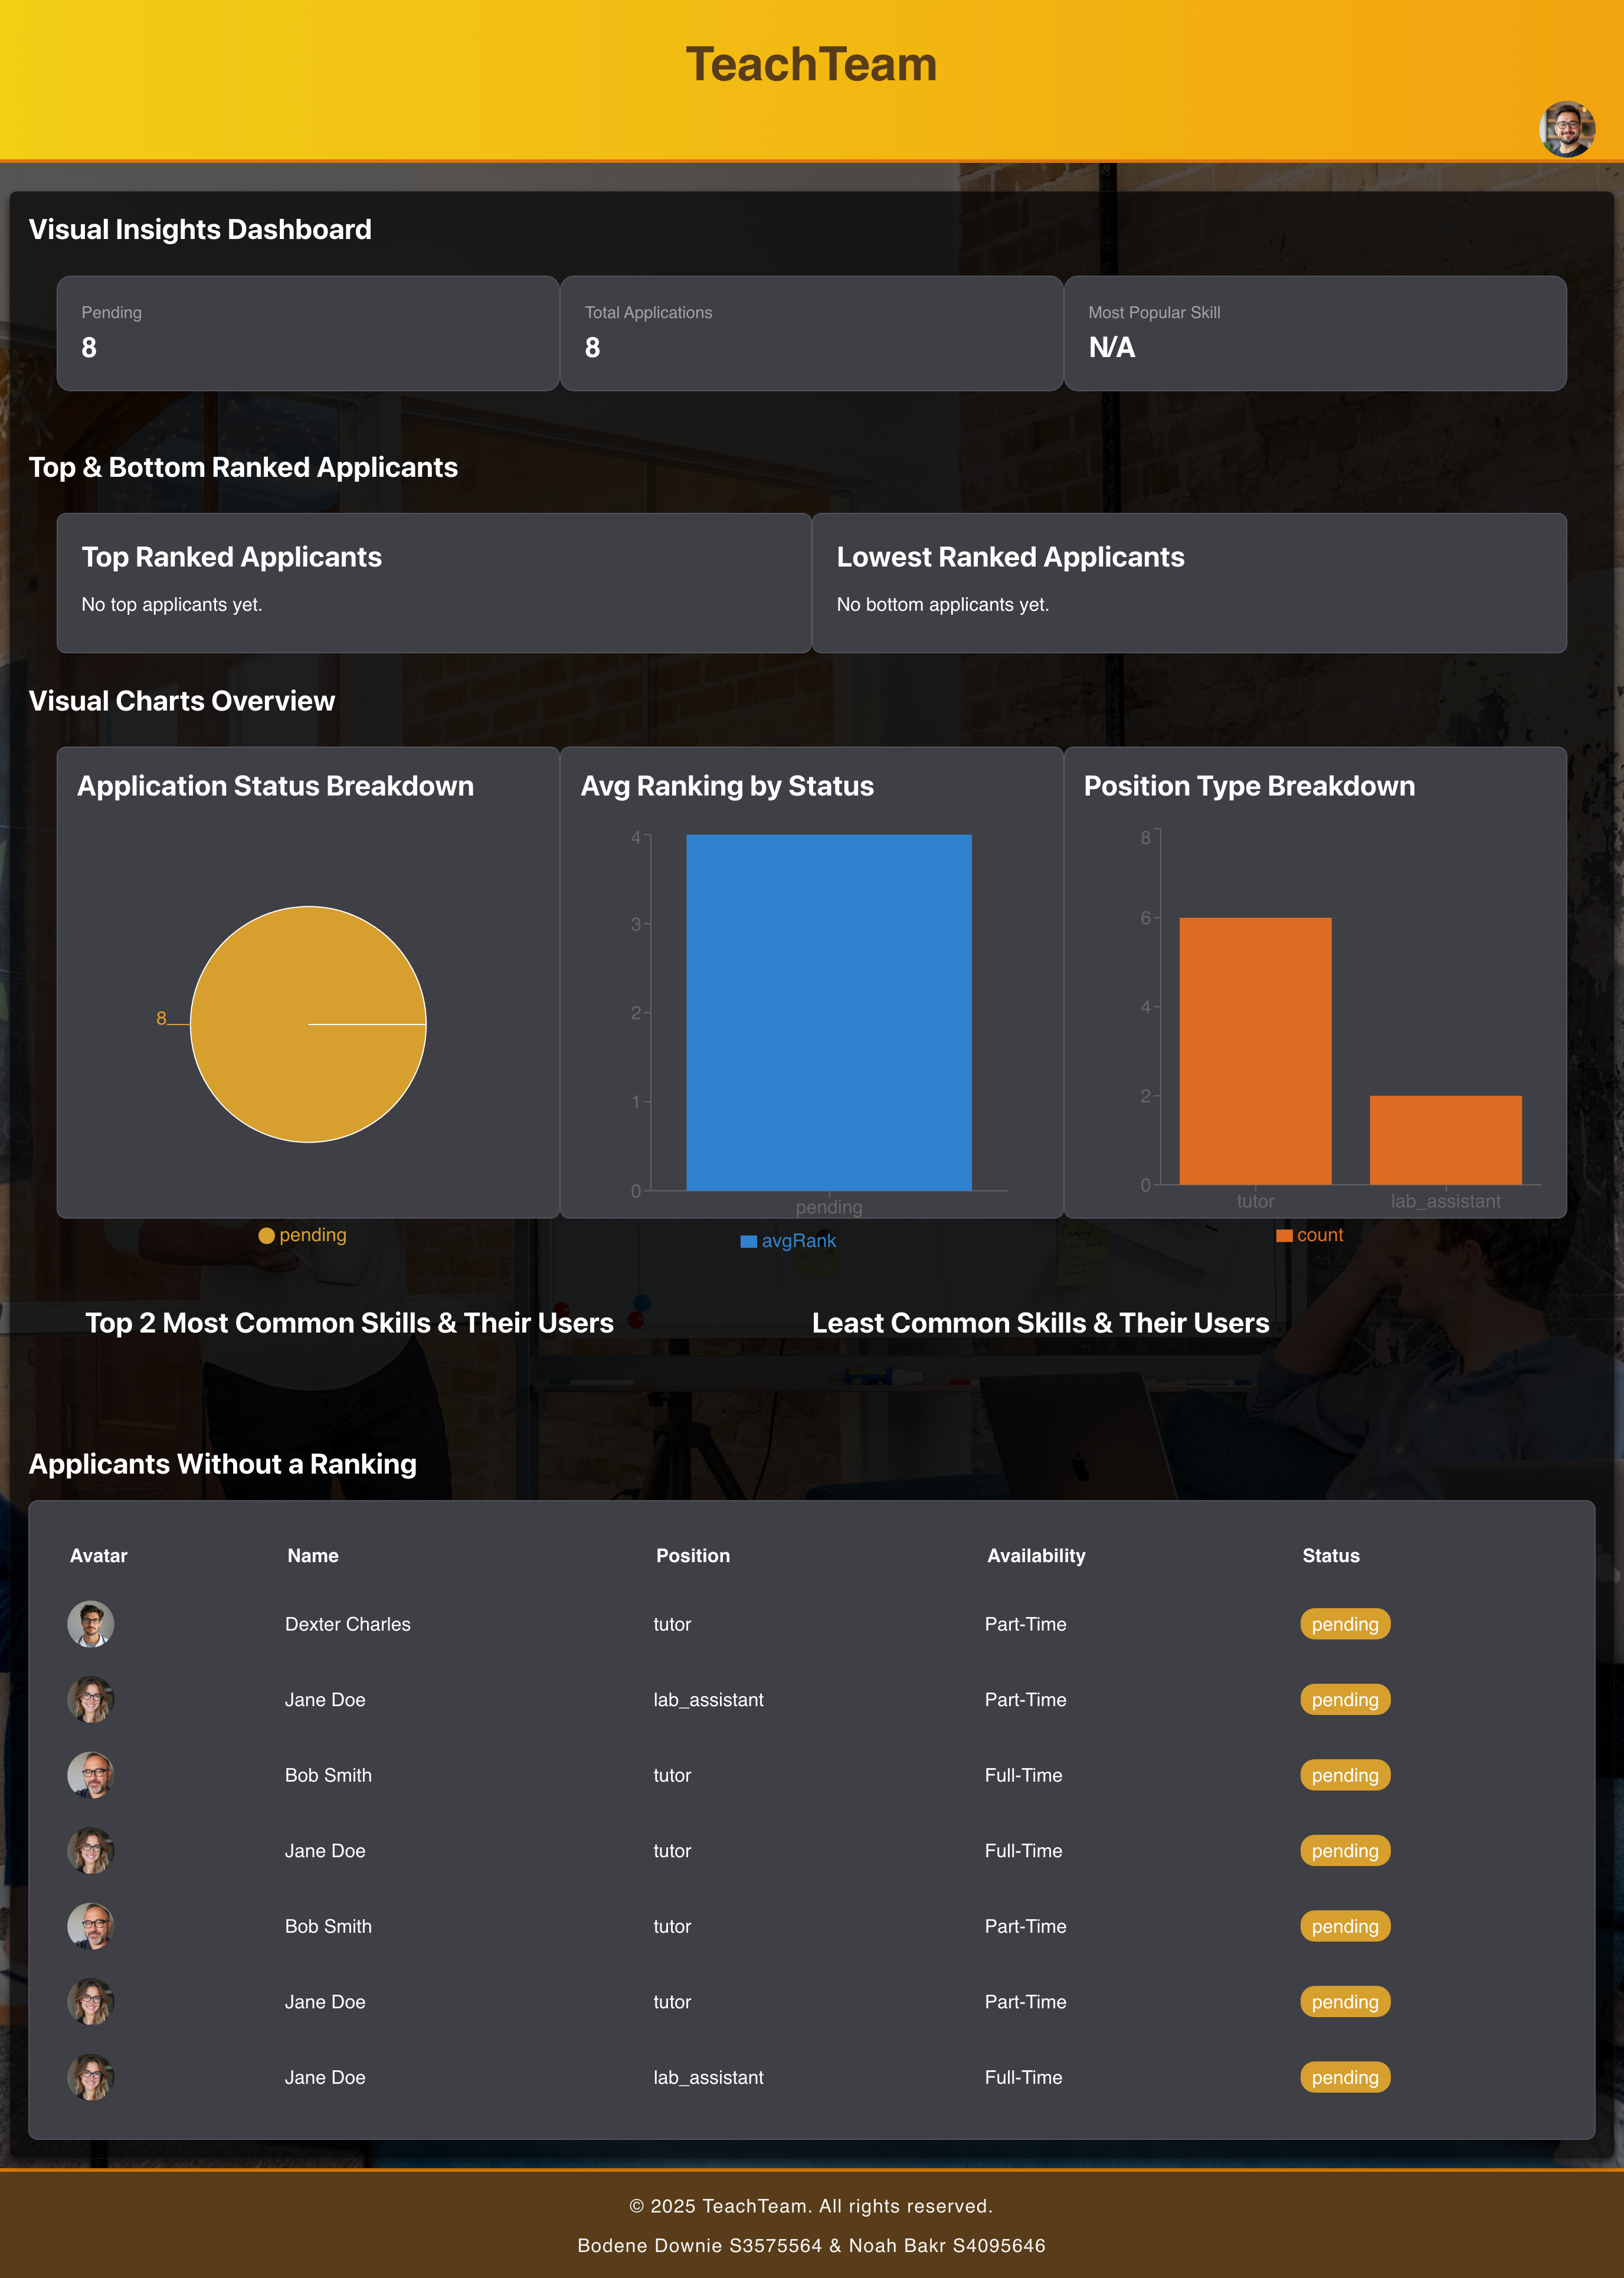 TeachTeam
Visual Insights Dashboard
Pending
8
Total Applications
8
Most Popular Skill
N/A
Top & Bottom Ranked Applicants
Top Ranked Applicants
No top applicants yet.
Lowest Ranked Applicants
No bottom applicants yet.
Visual Charts Overview
Application Status Breakdown
8
pending
Avg Ranking by Status
4
3
2
1
0
pending
avgRank
Position Type Breakdown
8
6
4
2
0
tutor lab_assistant
count
Top 2 Most Common Skills & Their Users
Least Common Skills & Their Users
Applicants Without a Ranking
Avatar Name Position Availability Status
Dexter Charles tutor Part-Time pending
Jane Doe lab_assistant Part-Time pending
Bob Smith tutor Full-Time pending
Jane Doe tutor Full-Time pending
Bob Smith tutor Part-Time pending
Jane Doe tutor Part-Time pending
Jane Doe lab_assistant Full-Time pending
© 2025 TeachTeam. All rights reserved.
Bodene Downie S3575564 & Noah Bakr S4095646